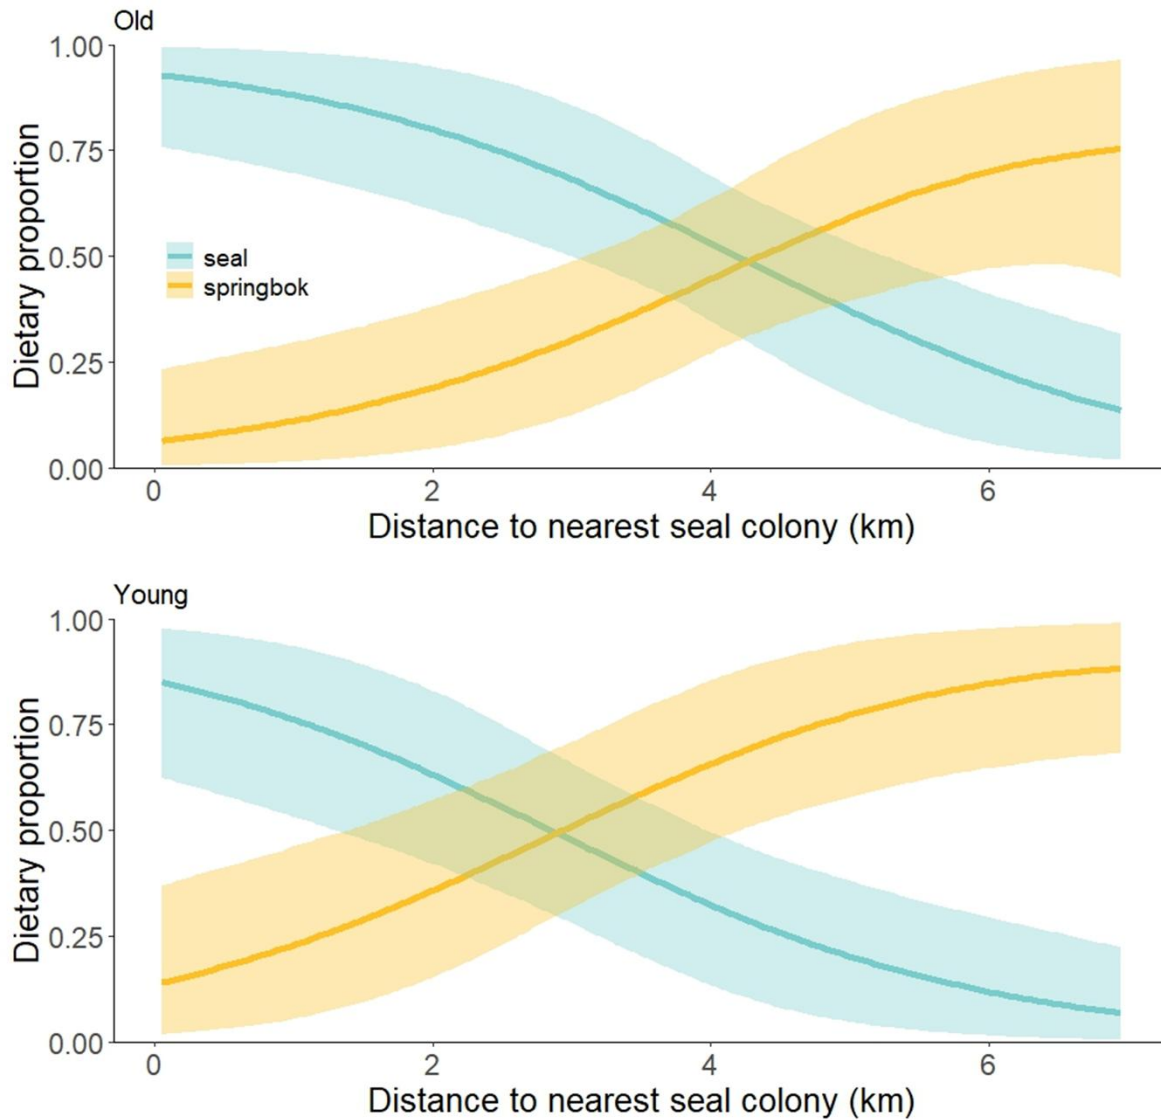 Old
1.00
0.75
0.50
0.25
0.00
Dietary proportion
seal
springbok
0 2 4 6
Distance to nearest seal colony (km)
Young
1.00
0.75
0.50
0.25
0.00
Dietary proportion
0 2 4 6
Distance to nearest seal colony (km)